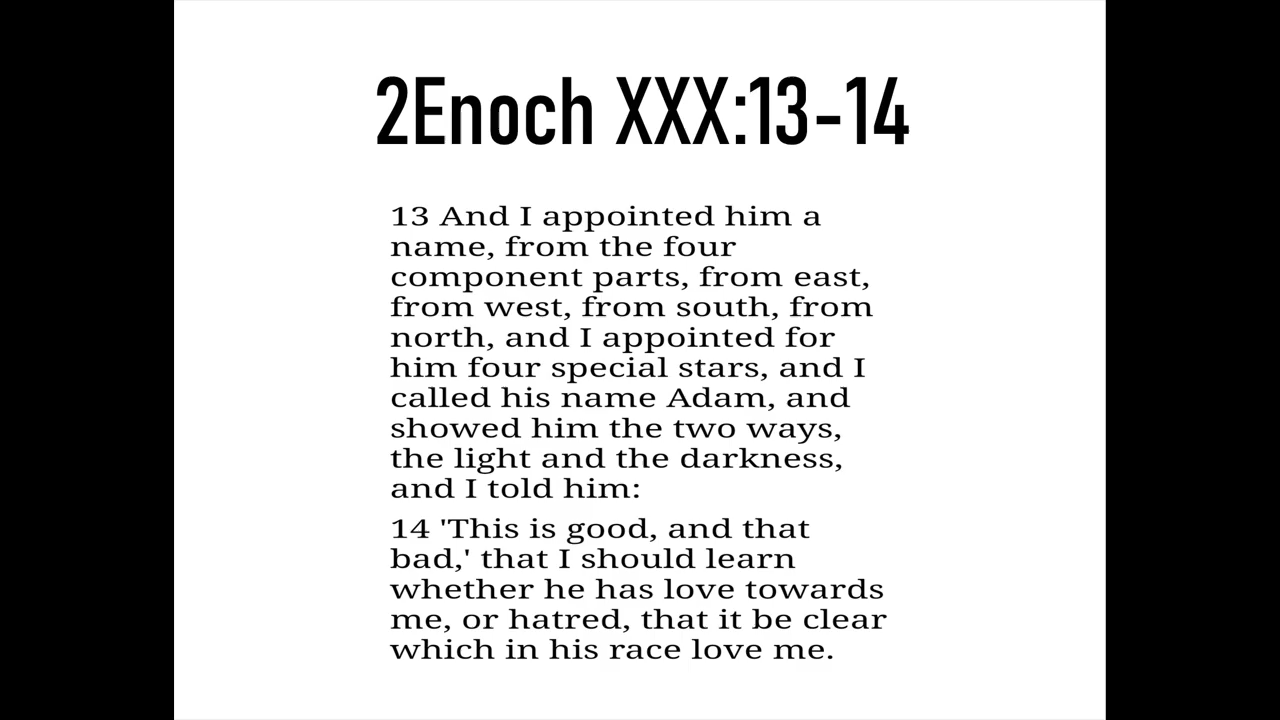 2Enoch XXX:13-14
13 And I appointed him a
name, from the four
component parts, from east,
from west, from south, from
north, and I appointed for
him four special stars, and I
called his name Adam, and
showed him the two ways,
the light and the darkness,
and I told him:
14 'This is good, and that
bad,' that I should learn
whether he has love towards
me, or hatred, that it be clear
which in his race love me.